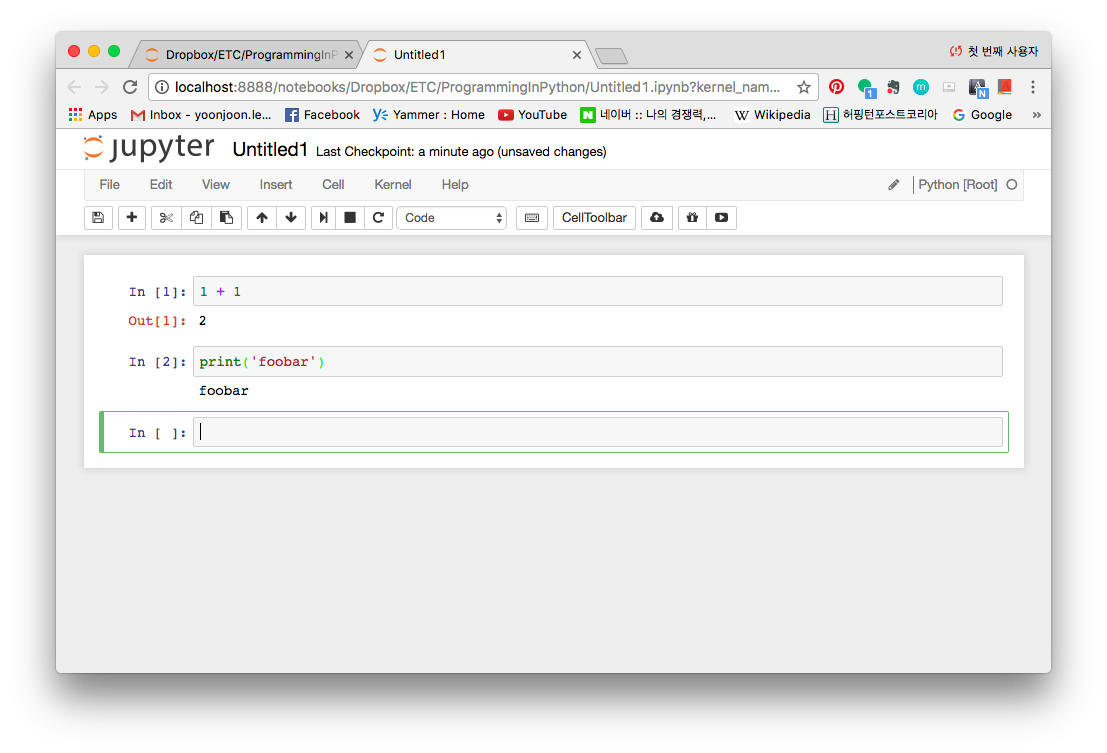 Dropbox/ETC/ProgrammingInP
Untitled1
첫 번째 사용자
localhost:8888/notebooks/Dropbox/ETC/ProgrammingInPython/Untitled1.ipynb?kernel_nam...
1
N
Apps Inbox - yoonjoon.le... Facebook Yammer : Home YouTube 네이버 :: 나의 경쟁력,... Wikipedia 허핑턴포스트코리아 Google »
jupyter Untitled1 Last Checkpoint: a minute ago (unsaved changes)
File Edit View Insert Cell Kernel Help Python [Root]
Code CellToolbar
In [1]: 1 + 1
Out[1]: 2
In [2]: print('foobar')
foobar
In [ ]: